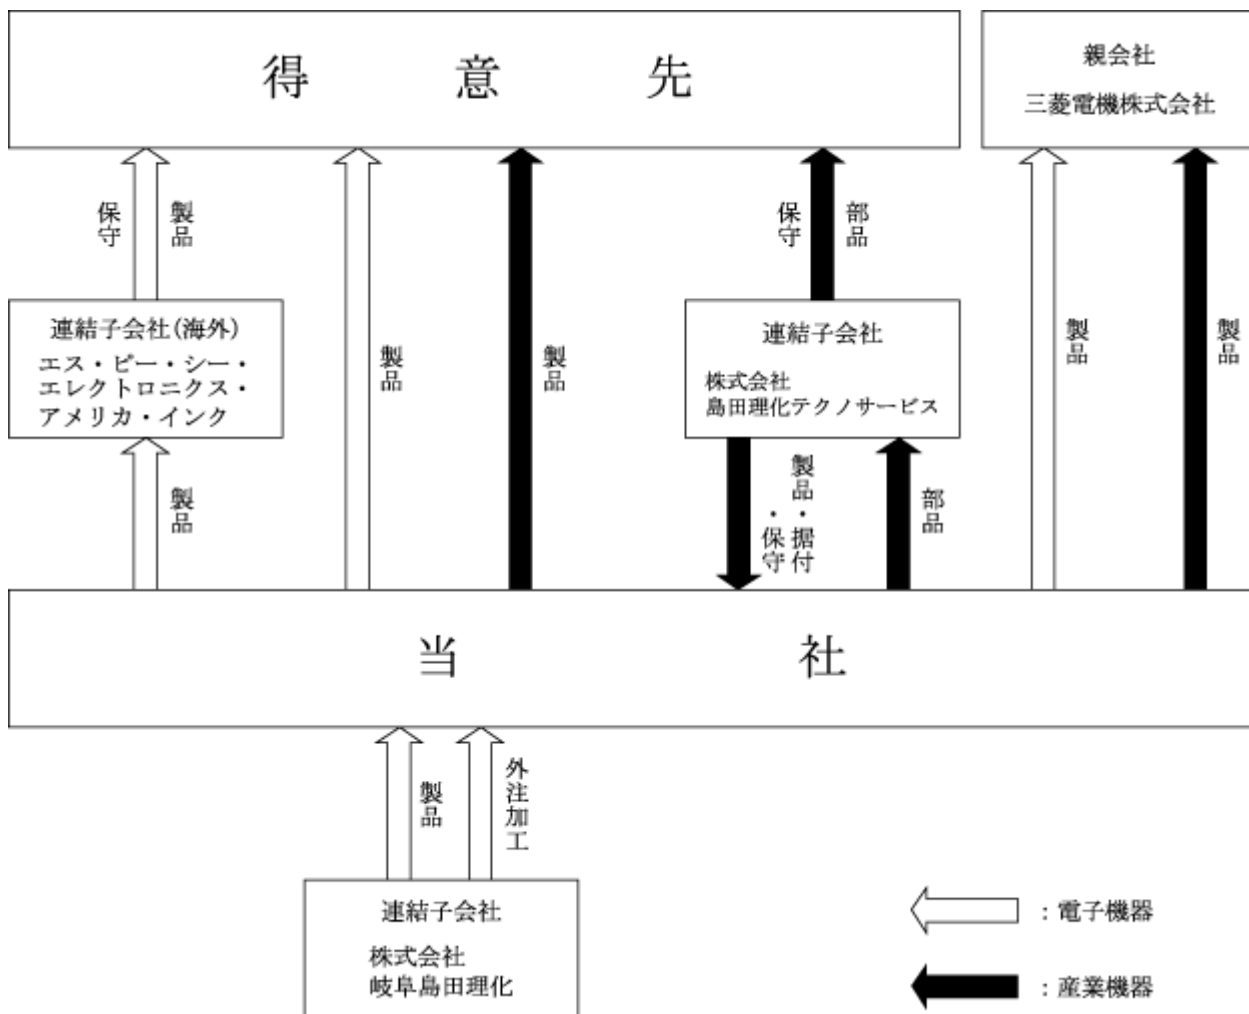 得意先
親会社
三菱電機株式会社
保守
製品
保守
部品
連結子会社(海外)
エス・ピー・シー・
エレクトロニクス・
アメリカ・インク
製品
製品
連結子会社
株式会社
島田理化テクノサービス
製品
製品
製品
製品・据付
・保守
部品
当社
製品
外注加工
連結子会社
株式会社
岐阜島田理化
：電子機器
：産業機器